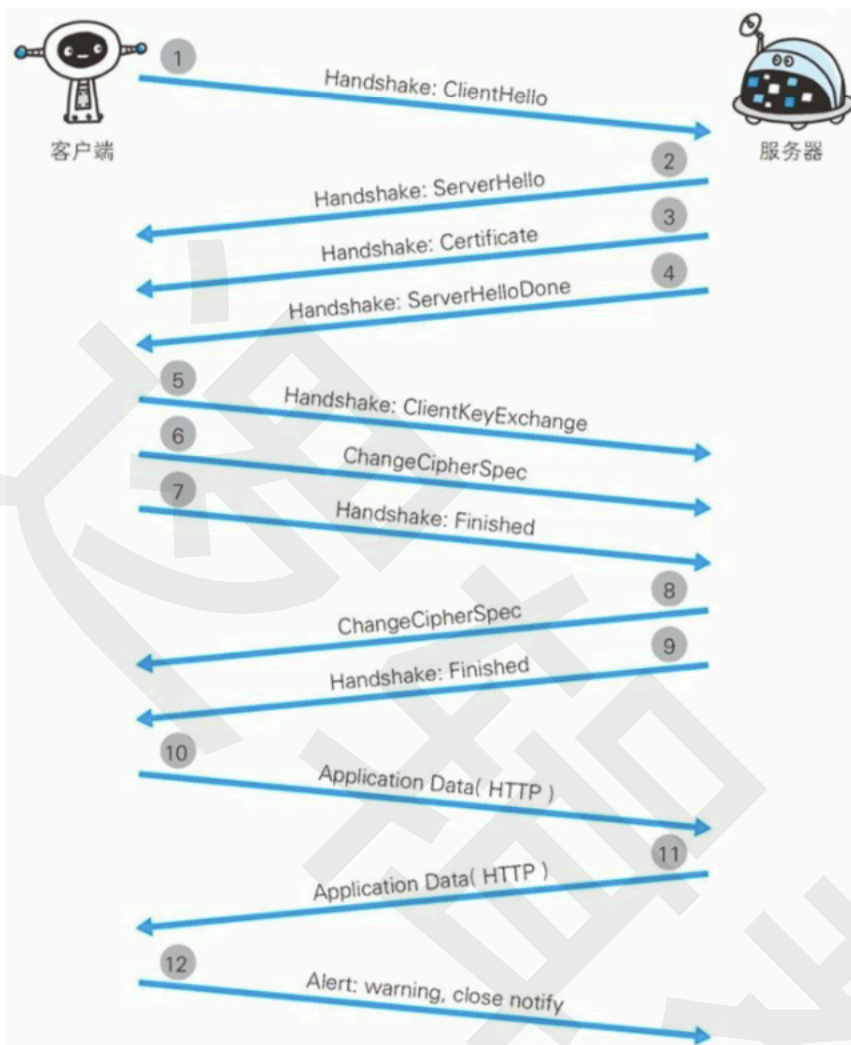 1
Handshake: ClientHello
客户端
服务器
2
Handshake: ServerHello
3
Handshake: Certificate
4
Handshake: ServerHelloDone
5
Handshake: ClientKeyExchange
6
ChangeCipherSpec
7
Handshake: Finished
8
ChangeCipherSpec
9
Handshake: Finished
10
Application Data( HTTP )
11
Application Data( HTTP )
12
Alert: warning, close notify